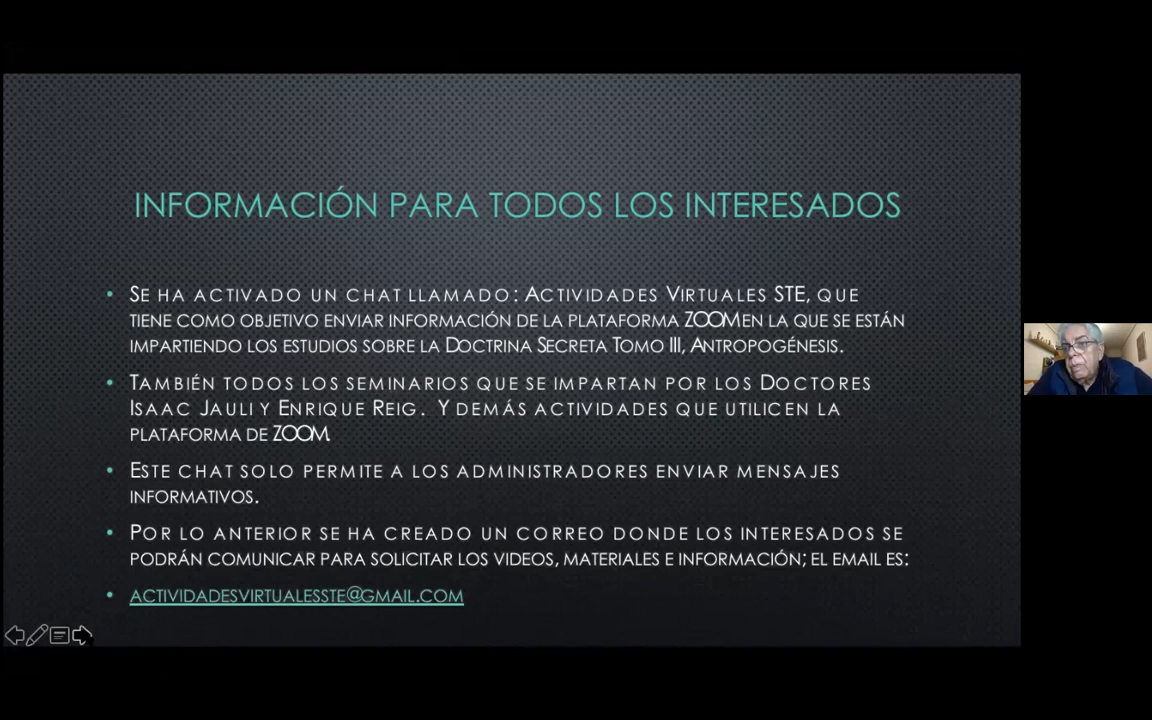 INFORMACIÓN PARA TODOS LOS INTERESADOS
• SE HA ACTIVADO UN CHAT LLAMADO: ACTIVIDADES VIRTUALES STE, QUE
TIENE COMO OBJETIVO ENVIAR INFORMACIÓN DE LA PLATAFORMA ZOOM EN LA QUE SE ESTÁN
IMPARTIENDO LOS ESTUDIOS SOBRE LA DOCTRINA SECRETA TOMO III, ANTROPOGÉNESIS.
• TAMBIÉN TODOS LOS SEMINARIOS QUE SE IMPARTAN POR LOS DOCTORES
ISAAC JAULI Y ENRIQUE REIG. Y DEMÁS ACTIVIDADES QUE UTILICEN LA
PLATAFORMA DE ZOOM.
• ESTE CHAT SOLO PERMITE A LOS ADMINISTRADORES ENVIAR MENSAJES
INFORMATIVOS.
• POR LO ANTERIOR SE HA CREADO UN CORREO DONDE LOS INTERESADOS SE
PODRÁN COMUNICAR PARA SOLICITAR LOS VIDEOS, MATERIALES E INFORMACIÓN; EL EMAIL ES:
• ACTIVIDADESVIRTUALESSTE@GMAIL.COM